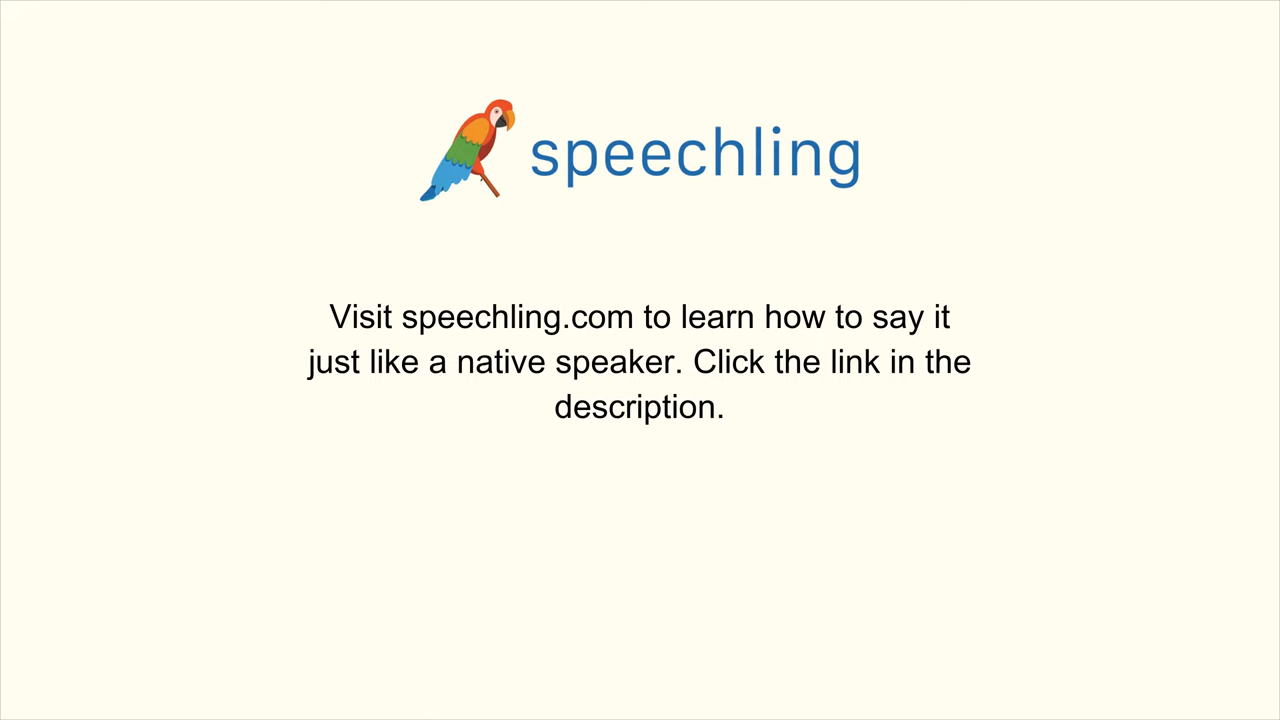 speechling
Visit speechling.com to learn how to say it
just like a native speaker. Click the link in the
description.